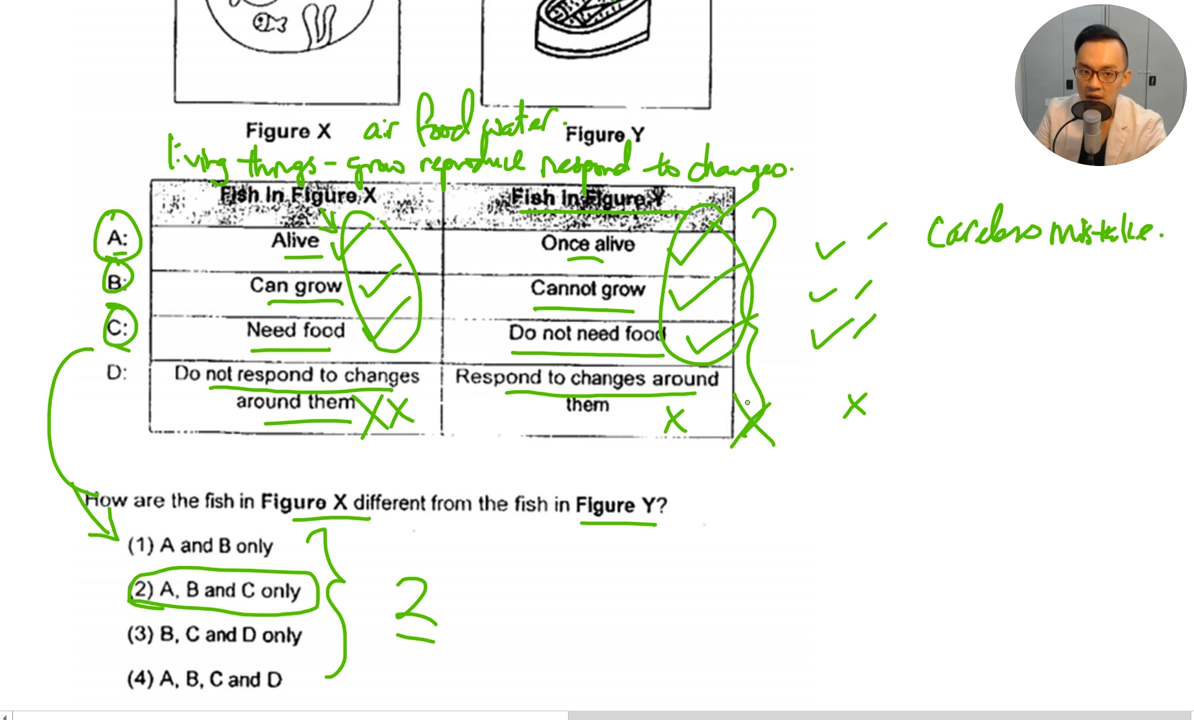 Figure X air food water. Figure Y
living things - grow reproduce respond to changes.
Fish in Figure X Fish in Figure Y
A: Alive Once alive Careless mistake.
B: Can grow Cannot grow
C: Need food Do not need food
D: Do not respond to changes around them Respond to changes around them
How are the fish in Figure X different from the fish in Figure Y?
(1) A and B only
(2) A, B and C only
2
(3) B, C and D only
(4) A, B, C and D